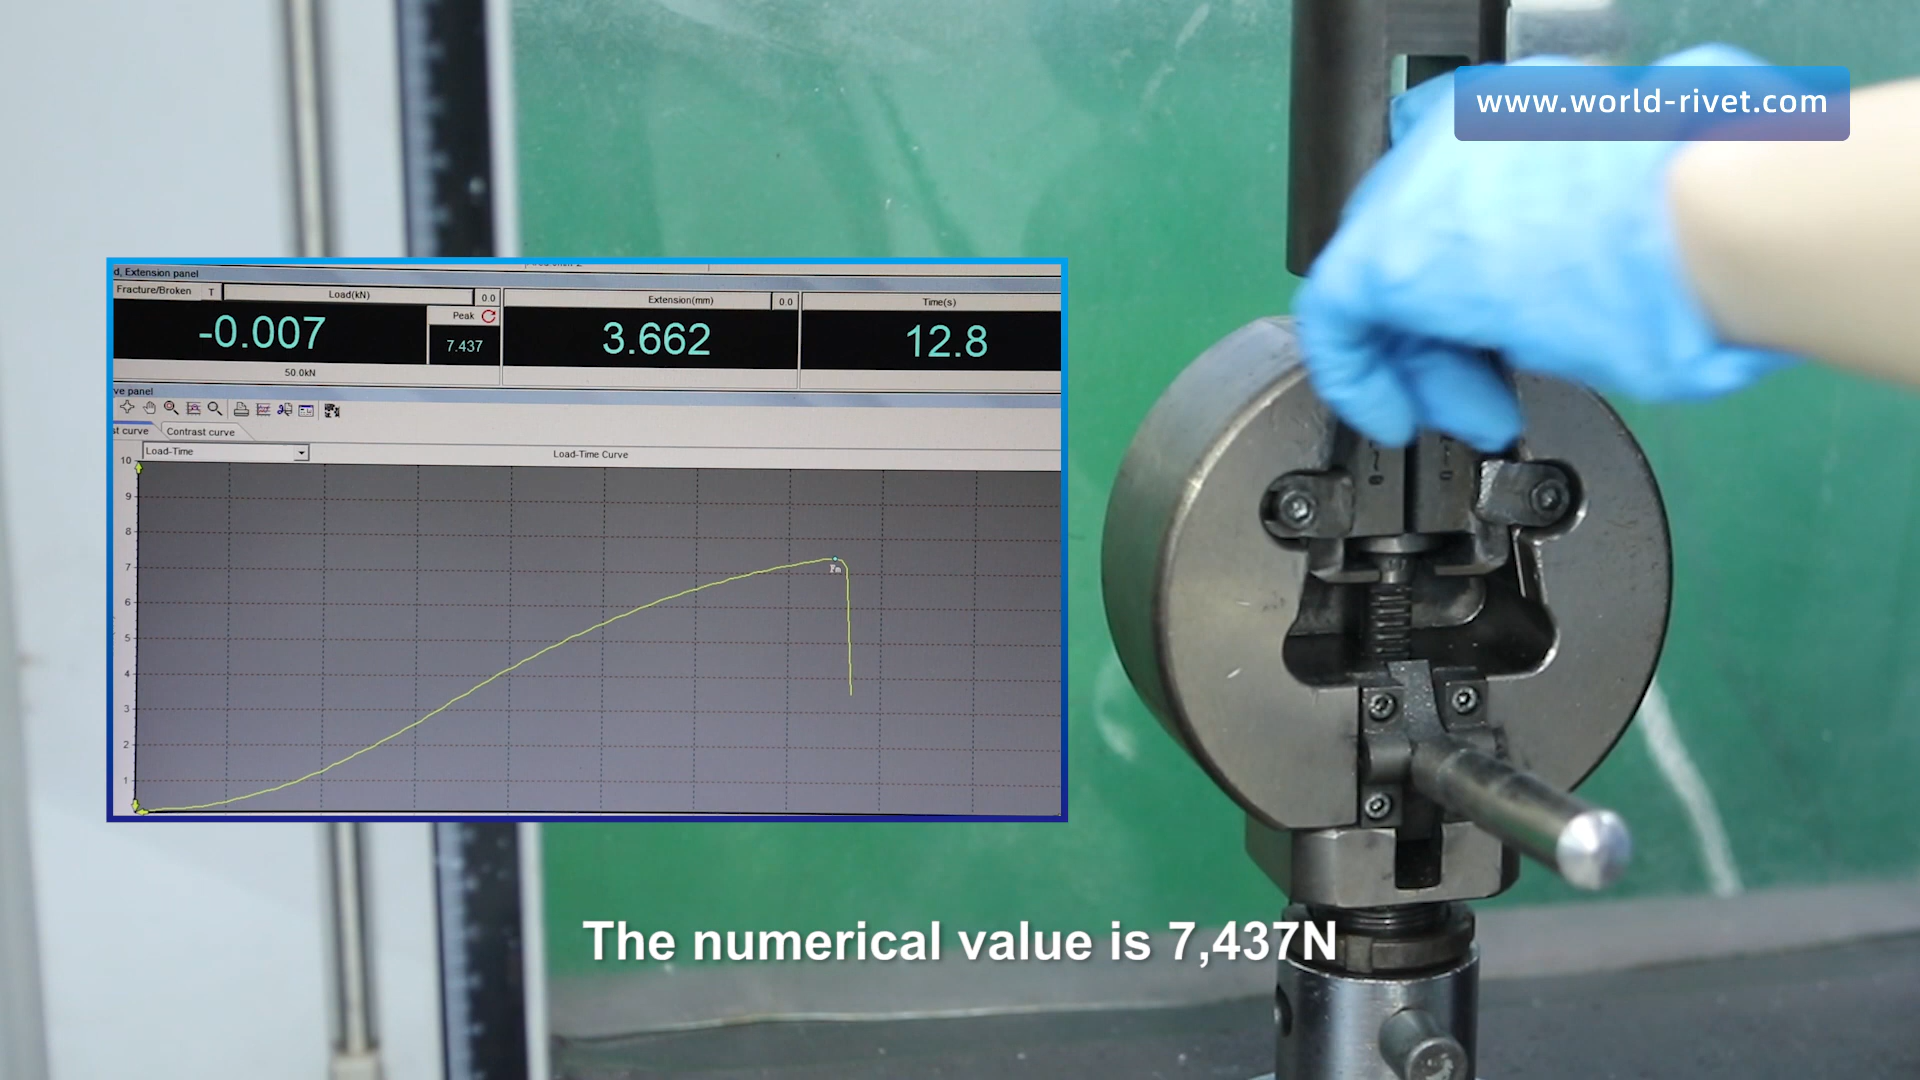 www.world-rivet.com
d, Extension panel
Fracture/Broken T Load(kN) 0.0 Extension(mm) 0.0 Time(s)
-0.007 Peak 7.437 3.662 12.8
50.0kN
ve panel
st curve Contrast curve
Load-Time Load-Time Curve
10
9
8
7
Fm
6
5
4
3
2
1
The numerical value is 7,437N